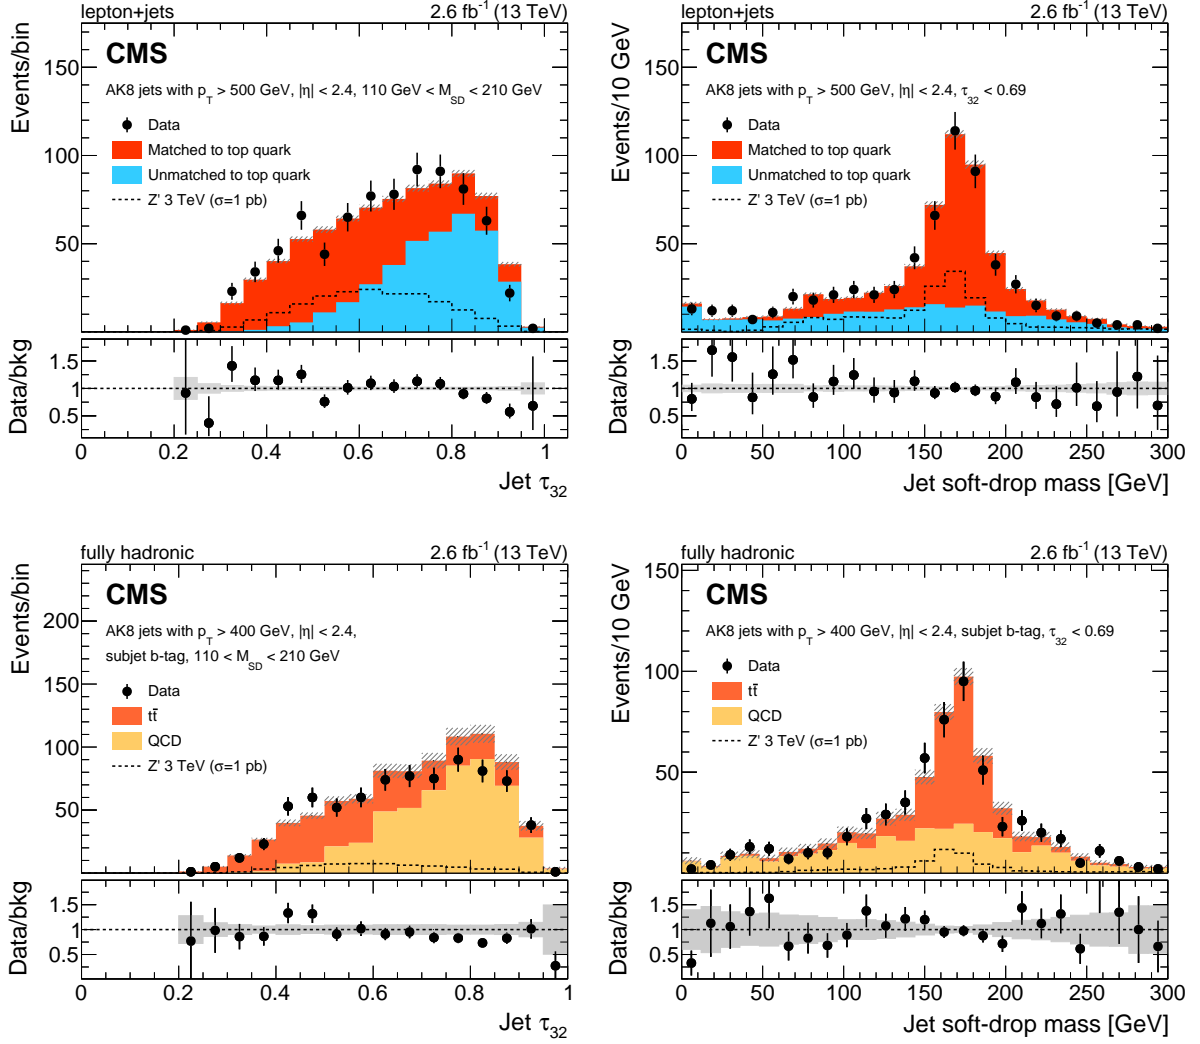 lepton+jets 2.6 fb⁻¹ (13 TeV)
Events/bin
CMS
AK8 jets with p_T > 500 GeV, |η| < 2.4, 110 GeV < M_SD < 210 GeV
Data
Matched to top quark
Unmatched to top quark
Z' 3 TeV (σ=1 pb)
150
100
50
Data/bkg
1.5
1
0.5
0 0.2 0.4 0.6 0.8 1
Jet τ_32
lepton+jets 2.6 fb⁻¹ (13 TeV)
Events/10 GeV
CMS
AK8 jets with p_T > 500 GeV, |η| < 2.4, τ_32 < 0.69
Data
Matched to top quark
Unmatched to top quark
Z' 3 TeV (σ=1 pb)
150
100
50
Data/bkg
1.5
1
0.5
0 50 100 150 200 250 300
Jet soft-drop mass [GeV]
fully hadronic 2.6 fb⁻¹ (13 TeV)
Events/bin
CMS
AK8 jets with p_T > 400 GeV, |η| < 2.4,
subjet b-tag, 110 < M_SD < 210 GeV
Data
tt̄
QCD
Z' 3 TeV (σ=1 pb)
200
150
100
50
Data/bkg
1.5
1
0.5
0 0.2 0.4 0.6 0.8 1
Jet τ_32
fully hadronic 2.6 fb⁻¹ (13 TeV)
Events/10 GeV
CMS
AK8 jets with p_T > 400 GeV, |η| < 2.4, subjet b-tag, τ_32 < 0.69
Data
tt̄
QCD
Z' 3 TeV (σ=1 pb)
150
100
50
Data/bkg
1.5
1
0.5
0 50 100 150 200 250 300
Jet soft-drop mass [GeV]